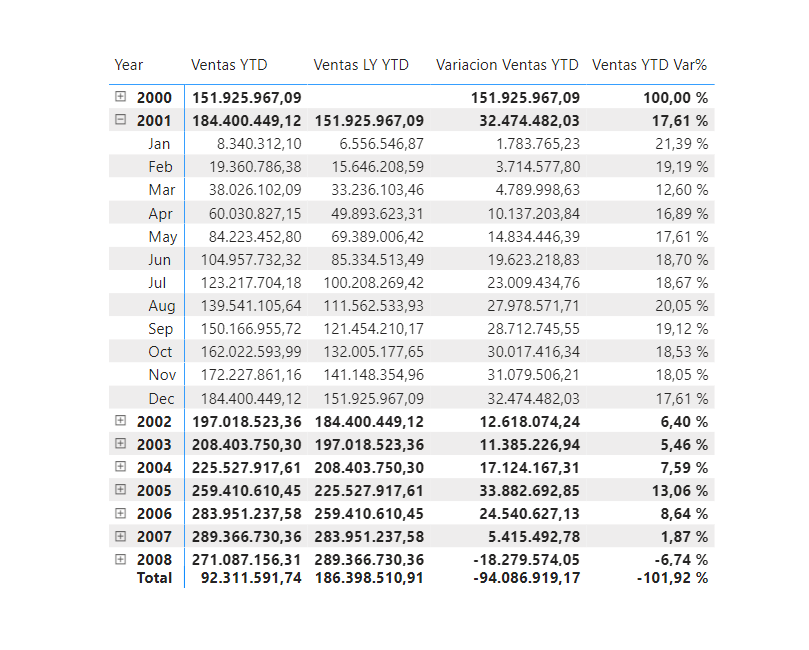 Year Ventas YTD Ventas LY YTD Variacion Ventas YTD Ventas YTD Var%
2000 151.925.967,09 151.925.967,09 100,00 %
2001 184.400.449,12 151.925.967,09 32.474.482,03 17,61 %
Jan 8.340.312,10 6.556.546,87 1.783.765,23 21,39 %
Feb 19.360.786,38 15.646.208,59 3.714.577,80 19,19 %
Mar 38.026.102,09 33.236.103,46 4.789.998,63 12,60 %
Apr 60.030.827,15 49.893.623,31 10.137.203,84 16,89 %
May 84.223.452,80 69.389.006,42 14.834.446,39 17,61 %
Jun 104.957.732,32 85.334.513,49 19.623.218,83 18,70 %
Jul 123.217.704,18 100.208.269,42 23.009.434,76 18,67 %
Aug 139.541.105,64 111.562.533,93 27.978.571,71 20,05 %
Sep 150.166.955,72 121.454.210,17 28.712.745,55 19,12 %
Oct 162.022.593,99 132.005.177,65 30.017.416,34 18,53 %
Nov 172.227.861,16 141.148.354,96 31.079.506,21 18,05 %
Dec 184.400.449,12 151.925.967,09 32.474.482,03 17,61 %
2002 197.018.523,36 184.400.449,12 12.618.074,24 6,40 %
2003 208.403.750,30 197.018.523,36 11.385.226,94 5,46 %
2004 225.527.917,61 208.403.750,30 17.124.167,31 7,59 %
2005 259.410.610,45 225.527.917,61 33.882.692,85 13,06 %
2006 283.951.237,58 259.410.610,45 24.540.627,13 8,64 %
2007 289.366.730,36 283.951.237,58 5.415.492,78 1,87 %
2008 271.087.156,31 289.366.730,36 -18.279.574,05 -6,74 %
Total 92.311.591,74 186.398.510,91 -94.086.919,17 -101,92 %